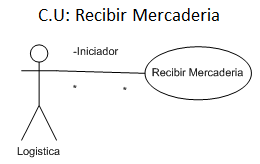 C.U: Recibir Mercaderia
-Iniciador
Recibir Mercaderia
* *
Logistica